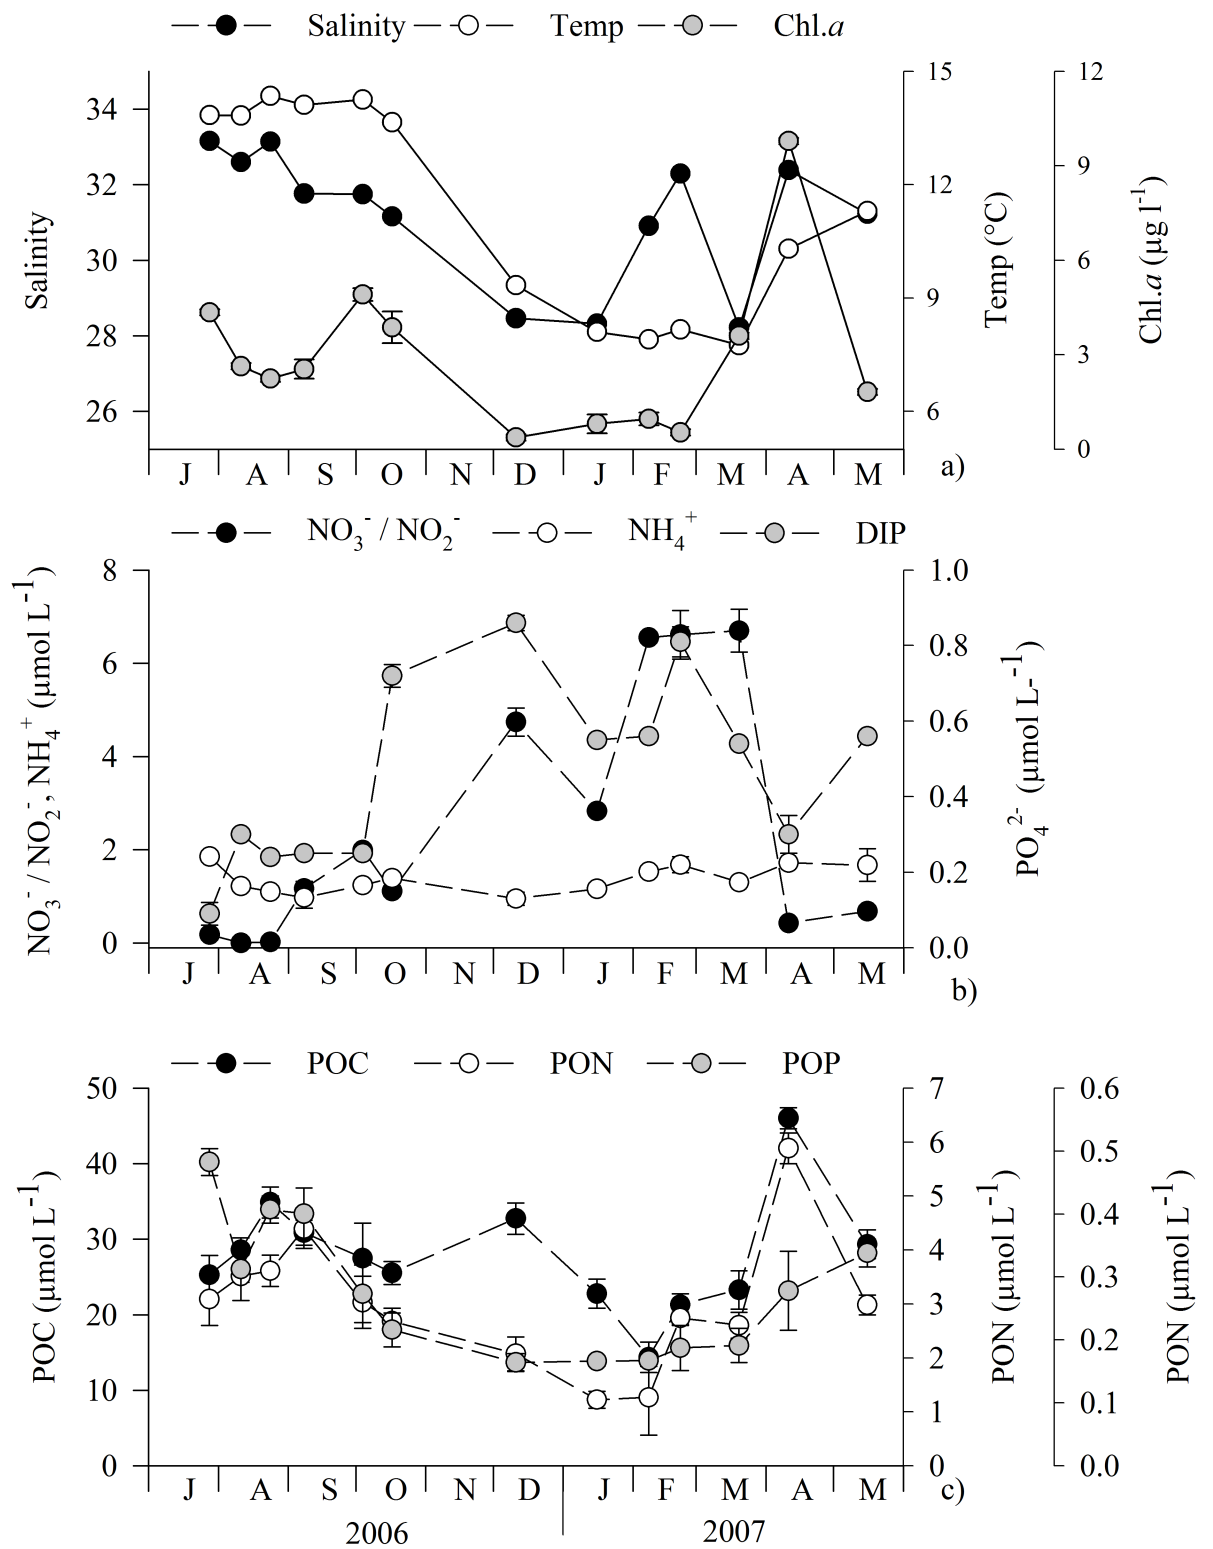 Salinity Temp Chl.a
Salinity
34
32
30
28
26
15
12
9
6
Temp (°C)
12
9
6
3
0
Chl.a (µg l⁻¹)
J A S O N D J F M A M
a)
NO₃⁻ / NO₂⁻ NH₄⁺ DIP
NO₃⁻ / NO₂⁻, NH₄⁺ (µmol L⁻¹)
8
6
4
2
0
1.0
0.8
0.6
0.4
0.2
0.0
PO₄²⁻ (µmol L-⁻¹)
J A S O N D J F M A M
b)
POC PON POP
POC (µmol L⁻¹)
50
40
30
20
10
0
7
6
5
4
3
2
1
0
PON (µmol L⁻¹)
0.6
0.5
0.4
0.3
0.2
0.1
0.0
PON (µmol L⁻¹)
J A S O N D J F M A M
c)
2006 2007